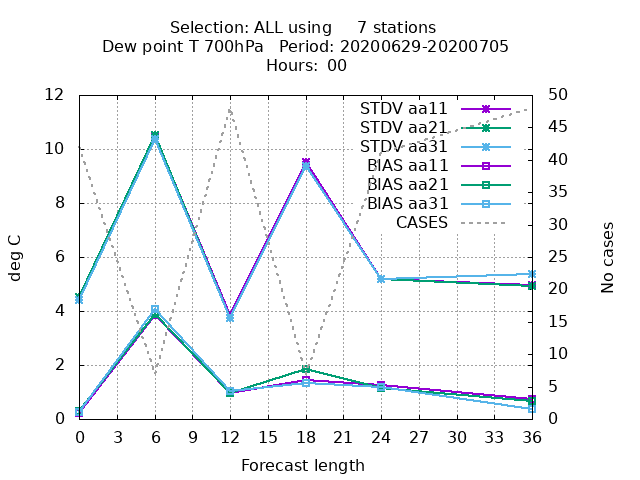 Selection: ALL using 7 stations
Dew point T 700hPa Period: 20200629-20200705
Hours: 00
12
10
8
6
4
2
0
deg C
50
45
40
35
30
25
20
15
10
5
0
No cases
STDV aa11
STDV aa21
STDV aa31
BIAS aa11
BIAS aa21
BIAS aa31
CASES
0 3 6 9 12 15 18 21 24 27 30 33 36
Forecast length